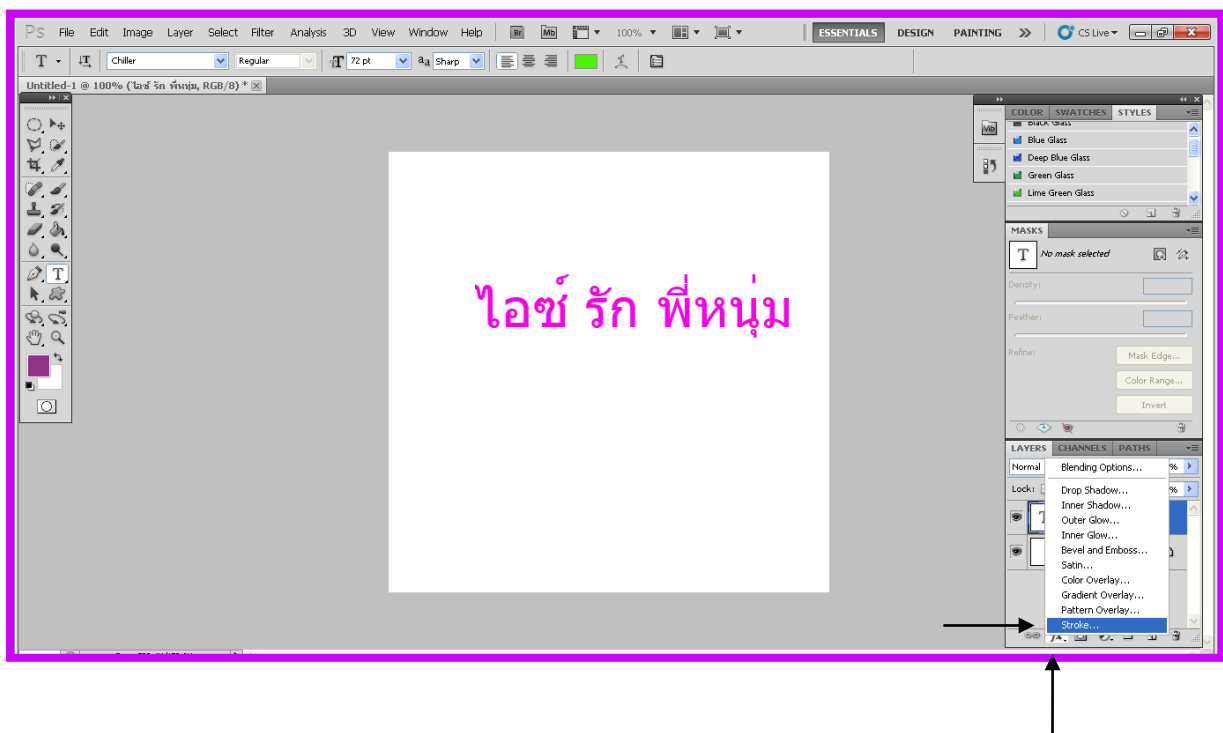 Ps File Edit Image Layer Select Filter Analysis 3D View Window Help Br Mb 100% ESSENTIALS DESIGN PAINTING CS Live
T Chiller Regular 72 pt Sharp
Untitled-1 @ 100% (ไอซ์ รัก พี่หนุ่ม, RGB/8) *
COLOR SWATCHES STYLES
Black Glass
Blue Glass
Deep Blue Glass
Green Glass
Lime Green Glass
MASKS
No mask selected
Density:
Feather:
Refine:
Mask Edge...
Color Range...
Invert
ไอซ์ รัก พี่หนุ่ม
LAYERS CHANNELS PATHS
Normal
Lock:
Blending Options...
Drop Shadow...
Inner Shadow...
Outer Glow...
Inner Glow...
Bevel and Emboss...
Satin...
Color Overlay...
Gradient Overlay...
Pattern Overlay...
Stroke...